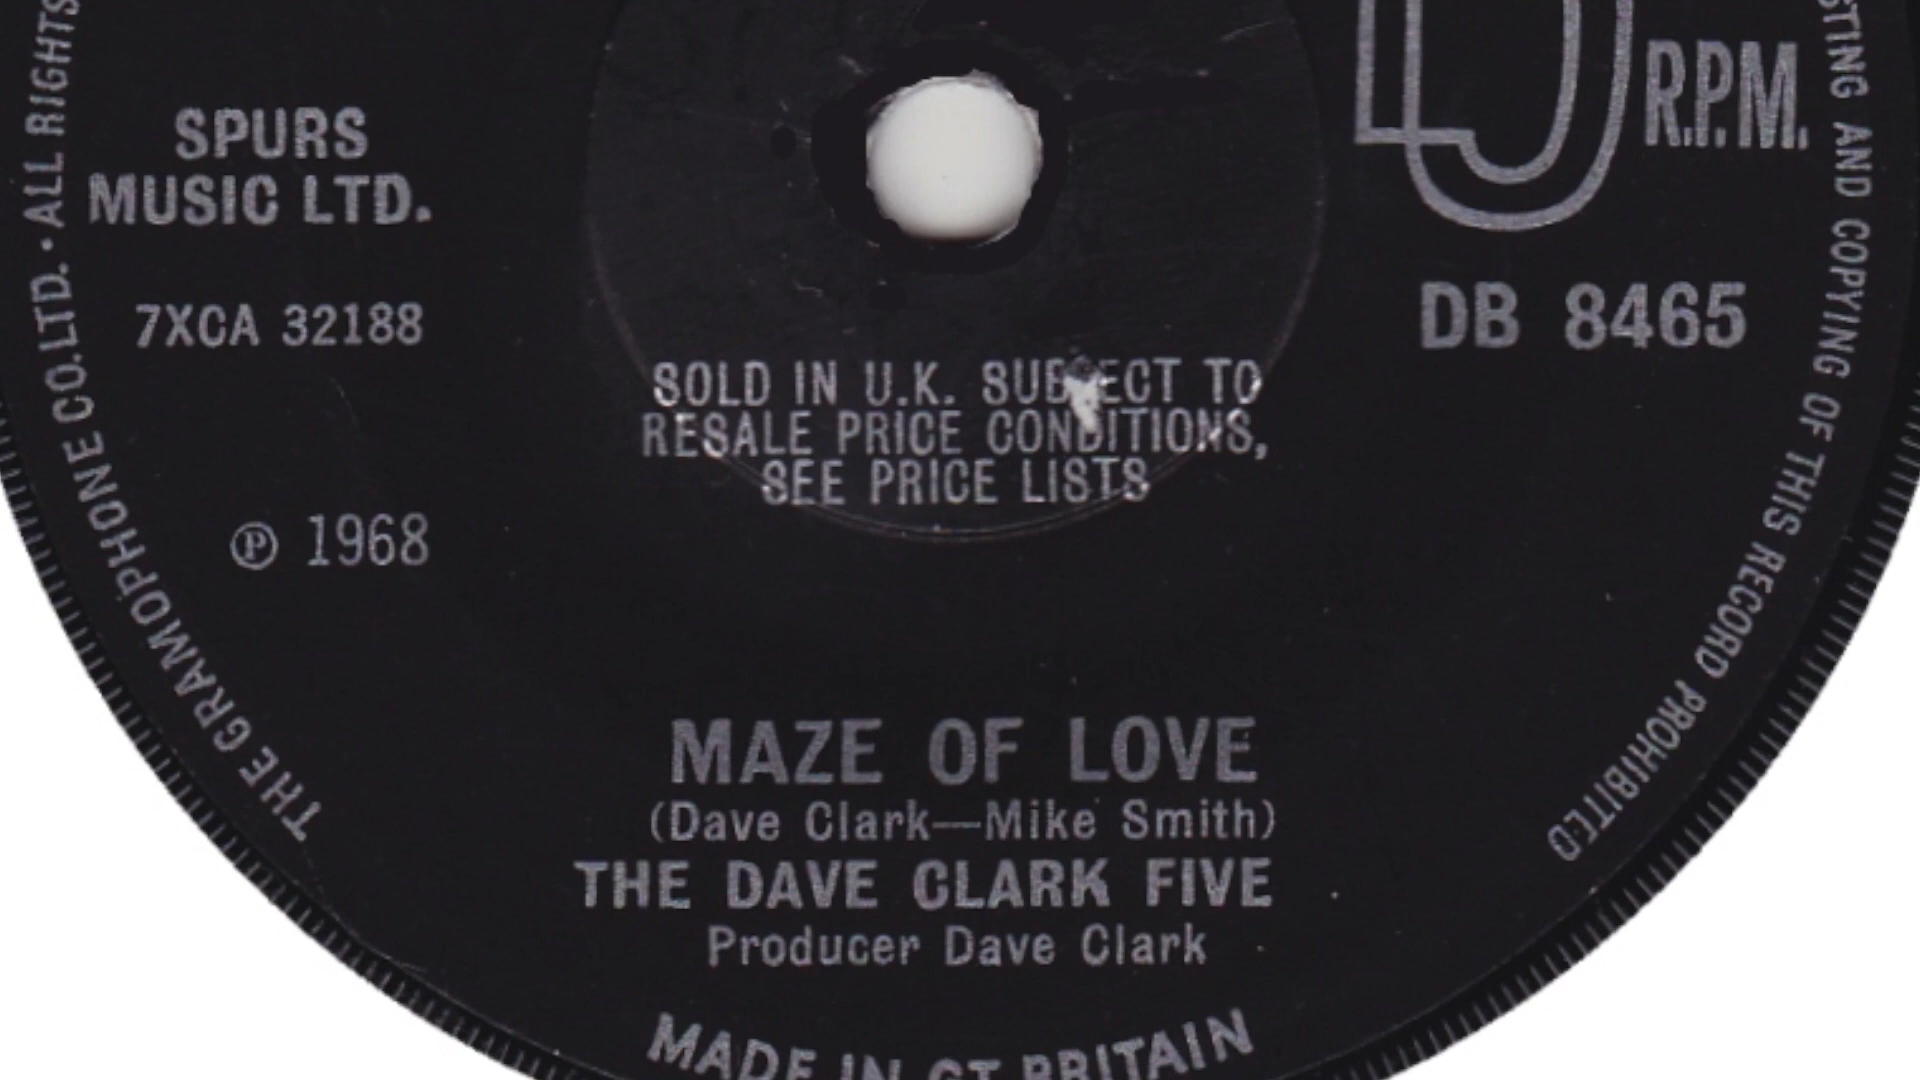 SPURS
MUSIC LTD.
7XCA 32188
℗ 1968
R.P.M.
DB 8465
SOLD IN U.K. SUBJECT TO
RESALE PRICE CONDITIONS,
SEE PRICE LISTS
MAZE OF LOVE
(Dave Clark—Mike Smith)
THE DAVE CLARK FIVE
Producer Dave Clark
MADE IN GT BRITAIN
THE GRAMOPHONE CO. LTD. · ALL RIGHTS
AND COPYING OF THIS RECORD PROHIBITED